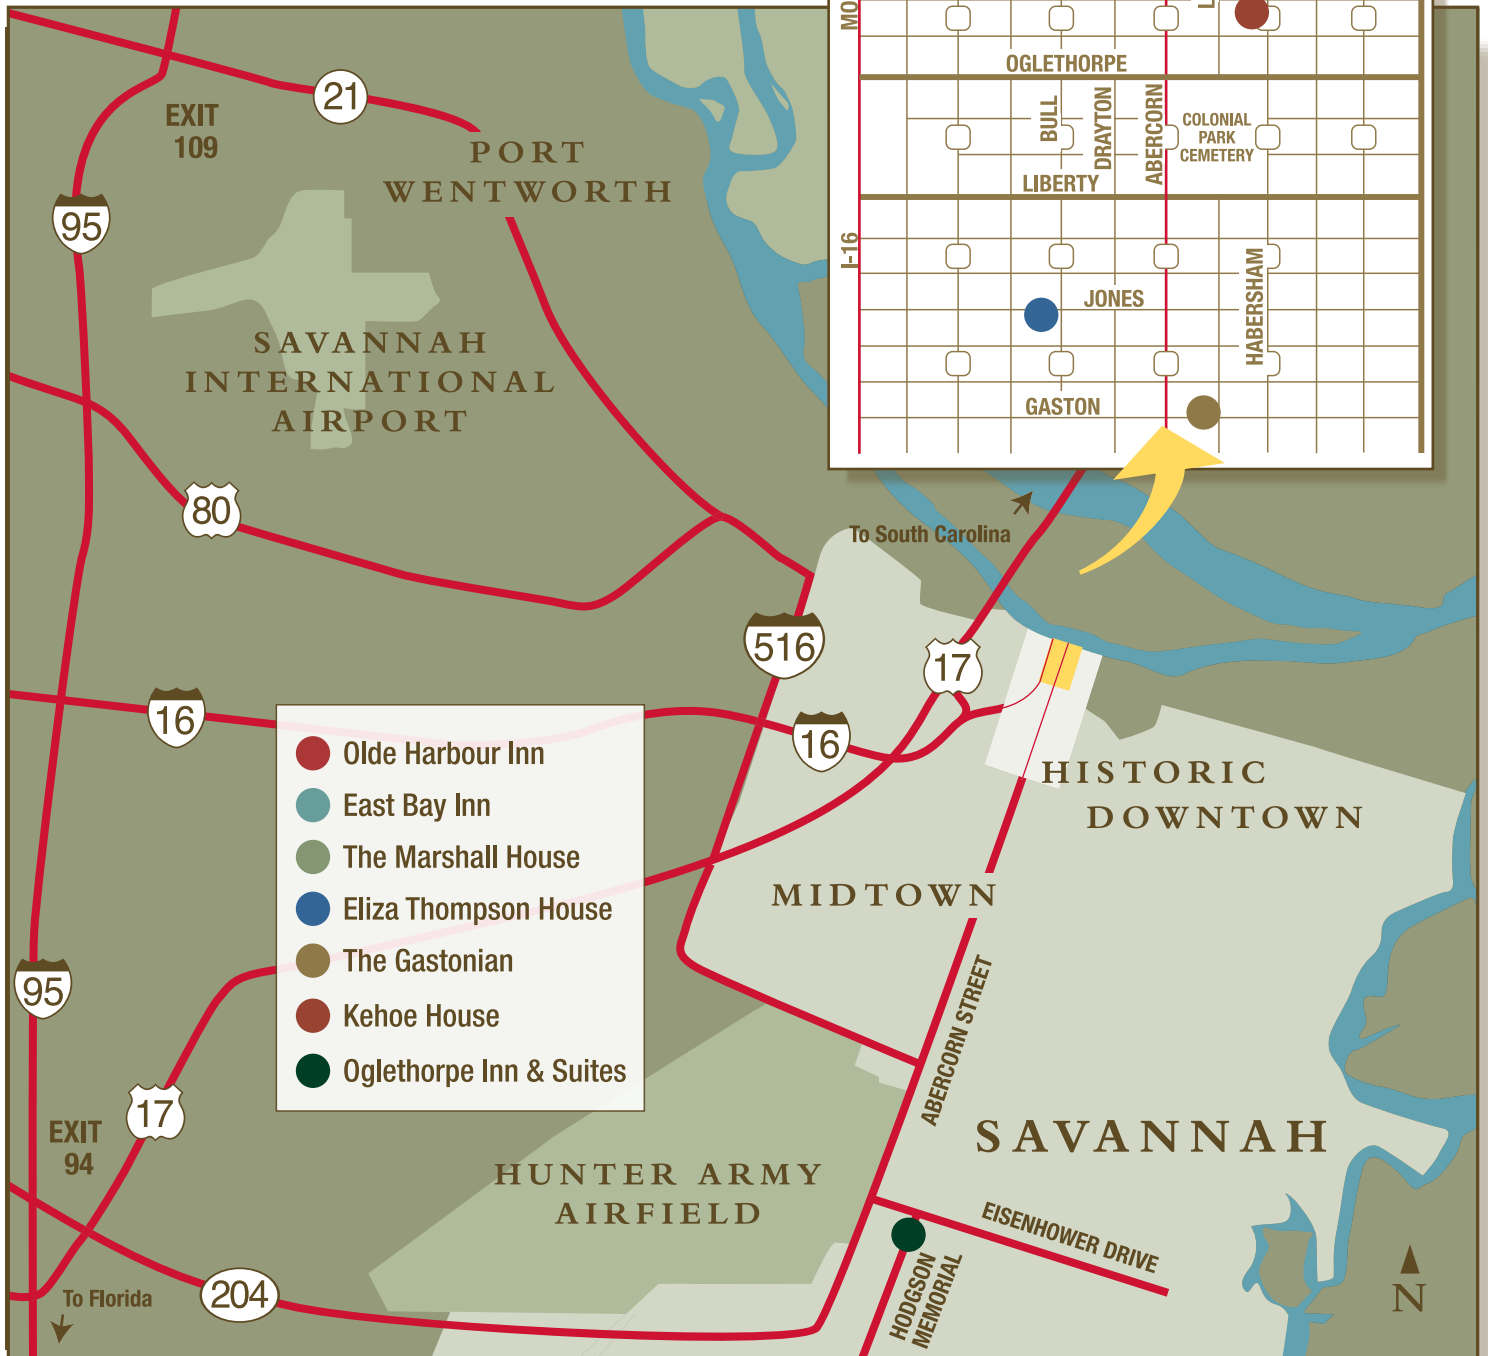 MO
L
OGLETHORPE
BULL
DRAYTON
ABERCORN
COLONIAL
PARK
CEMETERY
LIBERTY
I-16
JONES
HABERSHAM
GASTON
21
EXIT
109
PORT
WENTWORTH
95
SAVANNAH
INTERNATIONAL
AIRPORT
80
To South Carolina
516
17
16
16
HISTORIC
DOWNTOWN
MIDTOWN
Olde Harbour Inn
East Bay Inn
The Marshall House
Eliza Thompson House
The Gastonian
Kehoe House
Oglethorpe Inn & Suites
95
ABERCORN STREET
17
EXIT
94
SAVANNAH
HUNTER ARMY
AIRFIELD
EISENHOWER DRIVE
HODGSON
MEMORIAL
204
To Florida
N